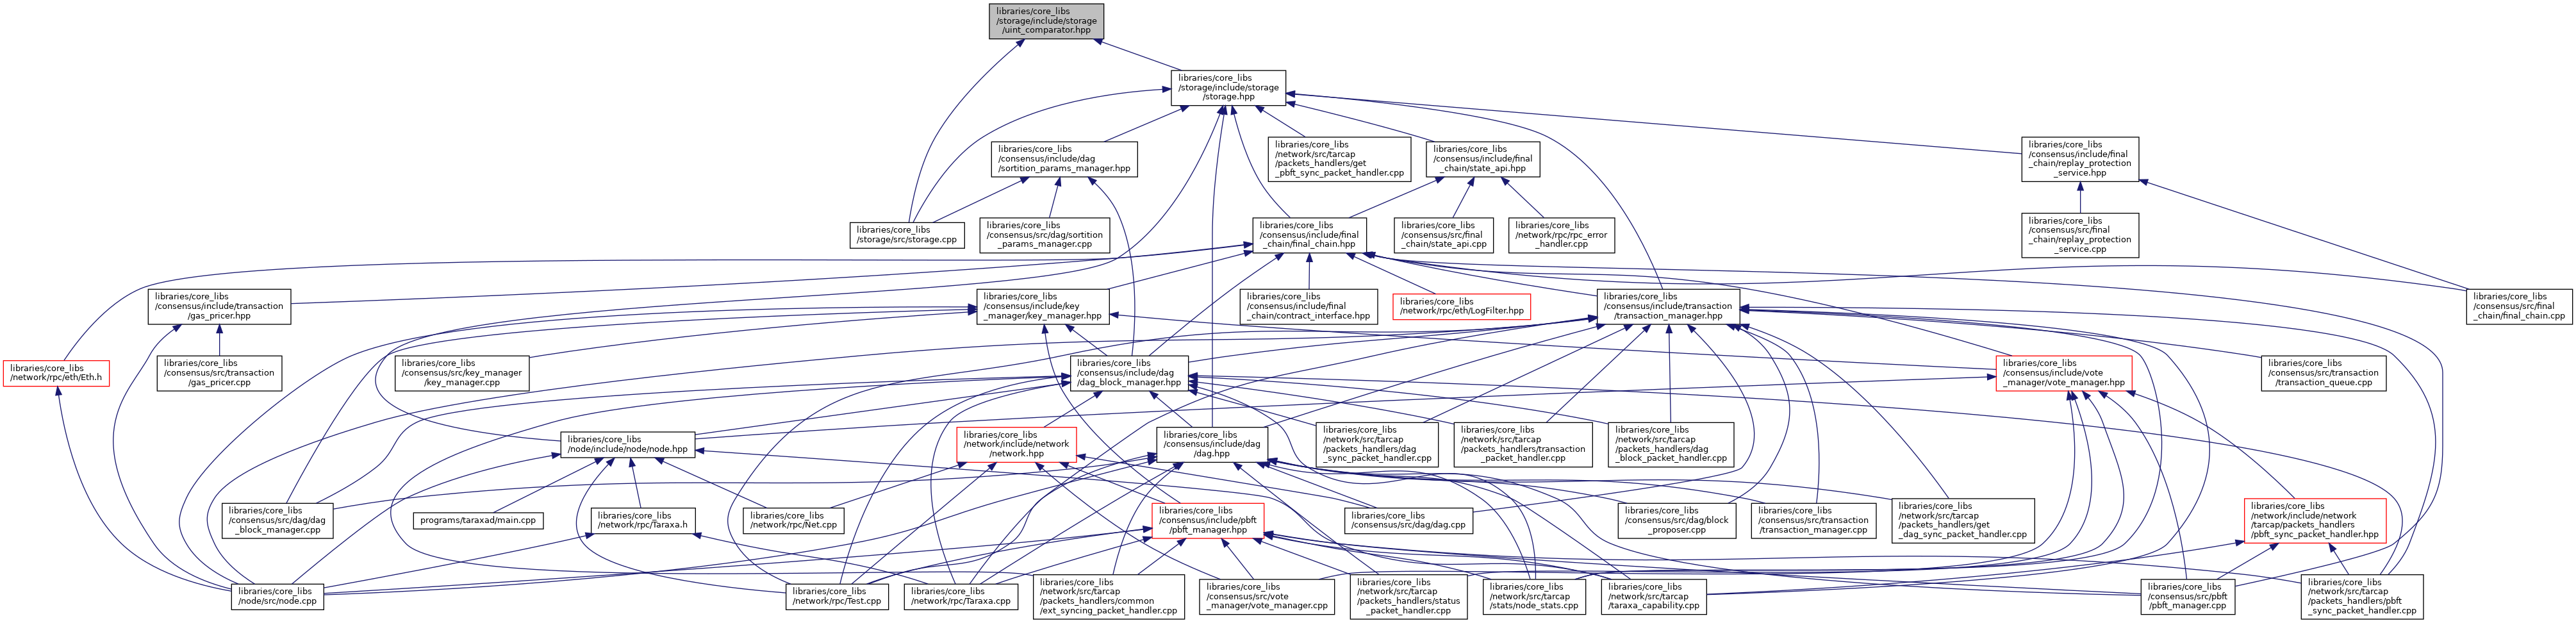 libraries/core_libs
/storage/include/storage
/uint_comparator.hpp
libraries/core_libs
/storage/include/storage
/storage.hpp
libraries/core_libs
/consensus/include/dag
/sortition_params_manager.hpp
libraries/core_libs
/network/src/tarcap
/packets_handlers/get
_pbft_sync_packet_handler.cpp
libraries/core_libs
/consensus/include/final
_chain/state_api.hpp
libraries/core_libs
/consensus/include/final
_chain/replay_protection
_service.hpp
libraries/core_libs
/storage/src/storage.cpp
libraries/core_libs
/consensus/src/dag/sortition
_params_manager.cpp
libraries/core_libs
/consensus/include/final
_chain/final_chain.hpp
libraries/core_libs
/consensus/src/final
_chain/state_api.cpp
libraries/core_libs
/network/rpc/rpc_error
_handler.cpp
libraries/core_libs
/consensus/src/final
_chain/replay_protection
_service.cpp
libraries/core_libs
/consensus/include/transaction
/gas_pricer.hpp
libraries/core_libs
/consensus/include/key
_manager/key_manager.hpp
libraries/core_libs
/consensus/include/final
_chain/contract_interface.hpp
libraries/core_libs
/network/rpc/eth/LogFilter.hpp
libraries/core_libs
/consensus/include/transaction
/transaction_manager.hpp
libraries/core_libs
/consensus/src/final
_chain/final_chain.cpp
libraries/core_libs
/network/rpc/eth/Eth.h
libraries/core_libs
/consensus/src/transaction
/gas_pricer.cpp
libraries/core_libs
/consensus/src/key_manager
/key_manager.cpp
libraries/core_libs
/consensus/include/dag
/dag_block_manager.hpp
libraries/core_libs
/consensus/include/vote
_manager/vote_manager.hpp
libraries/core_libs
/consensus/src/transaction
/transaction_queue.cpp
libraries/core_libs
/node/include/node/node.hpp
libraries/core_libs
/network/include/network
/network.hpp
libraries/core_libs
/consensus/include/dag
/dag.hpp
libraries/core_libs
/network/src/tarcap
/packets_handlers/dag
_sync_packet_handler.cpp
libraries/core_libs
/network/src/tarcap
/packets_handlers/transaction
_packet_handler.cpp
libraries/core_libs
/network/src/tarcap
/packets_handlers/dag
_block_packet_handler.cpp
libraries/core_libs
/consensus/src/dag/dag
_block_manager.cpp
programs/taraxad/main.cpp
libraries/core_libs
/network/rpc/Taraxa.h
libraries/core_libs
/network/rpc/Net.cpp
libraries/core_libs
/consensus/include/pbft
/pbft_manager.hpp
libraries/core_libs
/consensus/src/dag/dag.cpp
libraries/core_libs
/consensus/src/dag/block
_proposer.cpp
libraries/core_libs
/consensus/src/transaction
/transaction_manager.cpp
libraries/core_libs
/network/src/tarcap
/packets_handlers/get
_dag_sync_packet_handler.cpp
libraries/core_libs
/network/include/network
/tarcap/packets_handlers
/pbft_sync_packet_handler.hpp
libraries/core_libs
/node/src/node.cpp
libraries/core_libs
/network/rpc/Test.cpp
libraries/core_libs
/network/rpc/Taraxa.cpp
libraries/core_libs
/network/src/tarcap
/packets_handlers/common
/ext_syncing_packet_handler.cpp
libraries/core_libs
/consensus/src/vote
_manager/vote_manager.cpp
libraries/core_libs
/network/src/tarcap
/packets_handlers/status
_packet_handler.cpp
libraries/core_libs
/network/src/tarcap
/stats/node_stats.cpp
libraries/core_libs
/network/src/tarcap
/taraxa_capability.cpp
libraries/core_libs
/consensus/src/pbft
/pbft_manager.cpp
libraries/core_libs
/network/src/tarcap
/packets_handlers/pbft
_sync_packet_handler.cpp